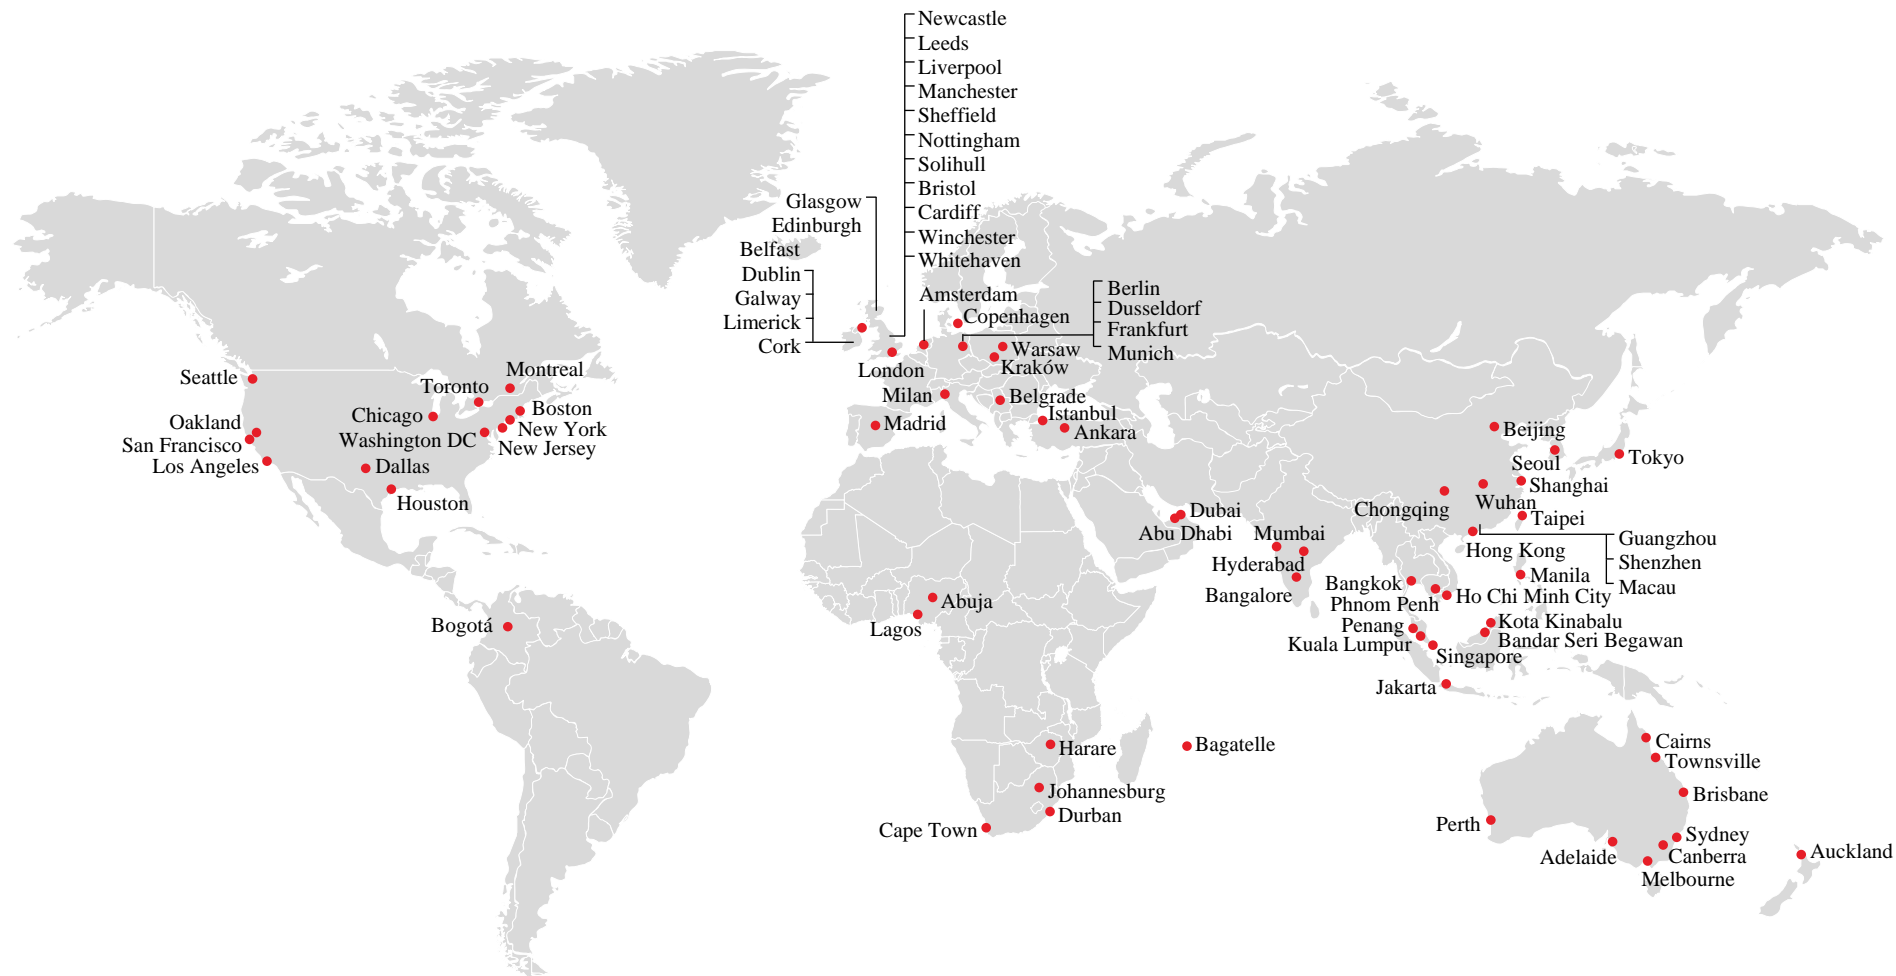 Newcastle
Leeds
Liverpool
Manchester
Sheffield
Nottingham
Solihull
Bristol
Cardiff
Winchester
Whitehaven
Glasgow
Edinburgh
Belfast
Dublin
Galway
Limerick
Cork
Amsterdam
Copenhagen
Berlin
Dusseldorf
Frankfurt
Munich
Warsaw
Kraków
London
Milan
Belgrade
Madrid
Istanbul
Ankara
Seattle
Toronto
Montreal
Oakland
San Francisco
Los Angeles
Chicago
Washington DC
Boston
New York
New Jersey
Dallas
Houston
Bogotá
Abuja
Lagos
Harare
Johannesburg
Durban
Cape Town
Bagatelle
Dubai
Abu Dhabi
Mumbai
Hyderabad
Bangalore
Beijing
Seoul
Tokyo
Shanghai
Wuhan
Chongqing
Taipei
Hong Kong
Guangzhou
Shenzhen
Macau
Manila
Bangkok
Phnom Penh
Ho Chi Minh City
Penang
Kuala Lumpur
Kota Kinabalu
Bandar Seri Begawan
Singapore
Jakarta
Cairns
Townsville
Brisbane
Perth
Sydney
Adelaide
Canberra
Melbourne
Auckland